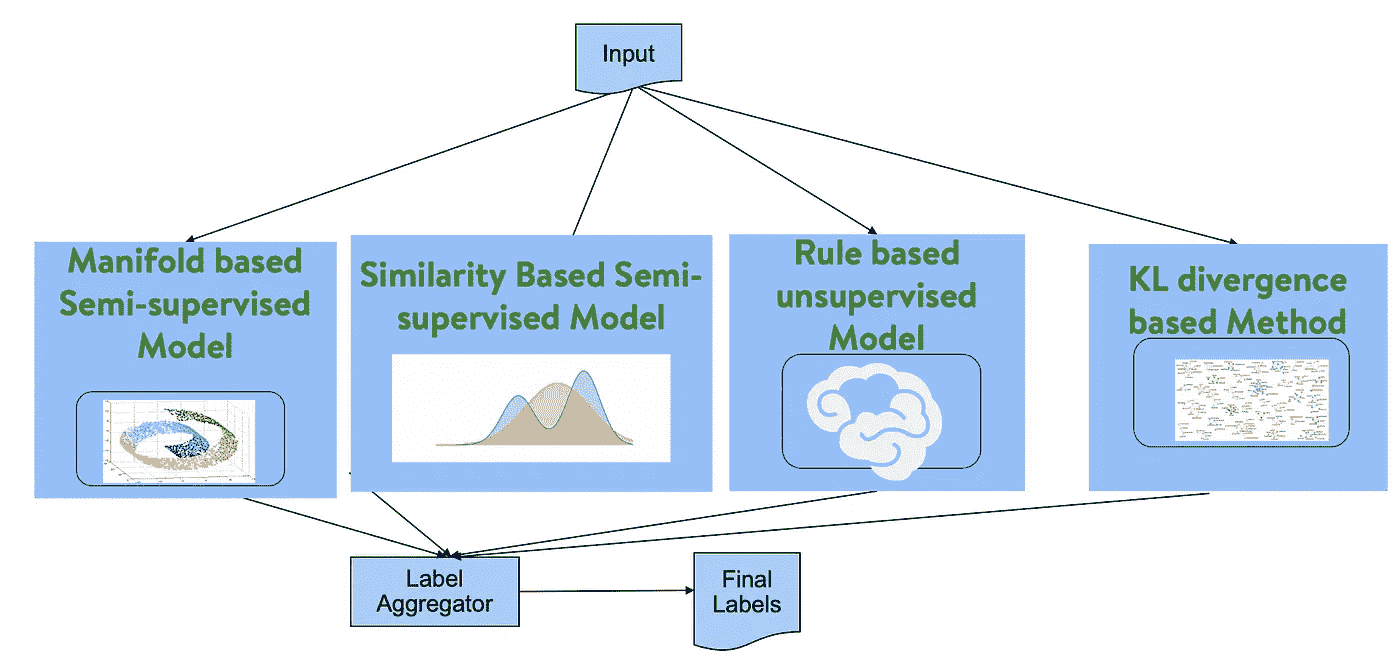 Input
Manifold based
Semi-supervised
Model
Similarity Based Semi-
supervised Model
Rule based
unsupervised
Model
KL divergence
based Method
Label
Aggregator
Final
Labels